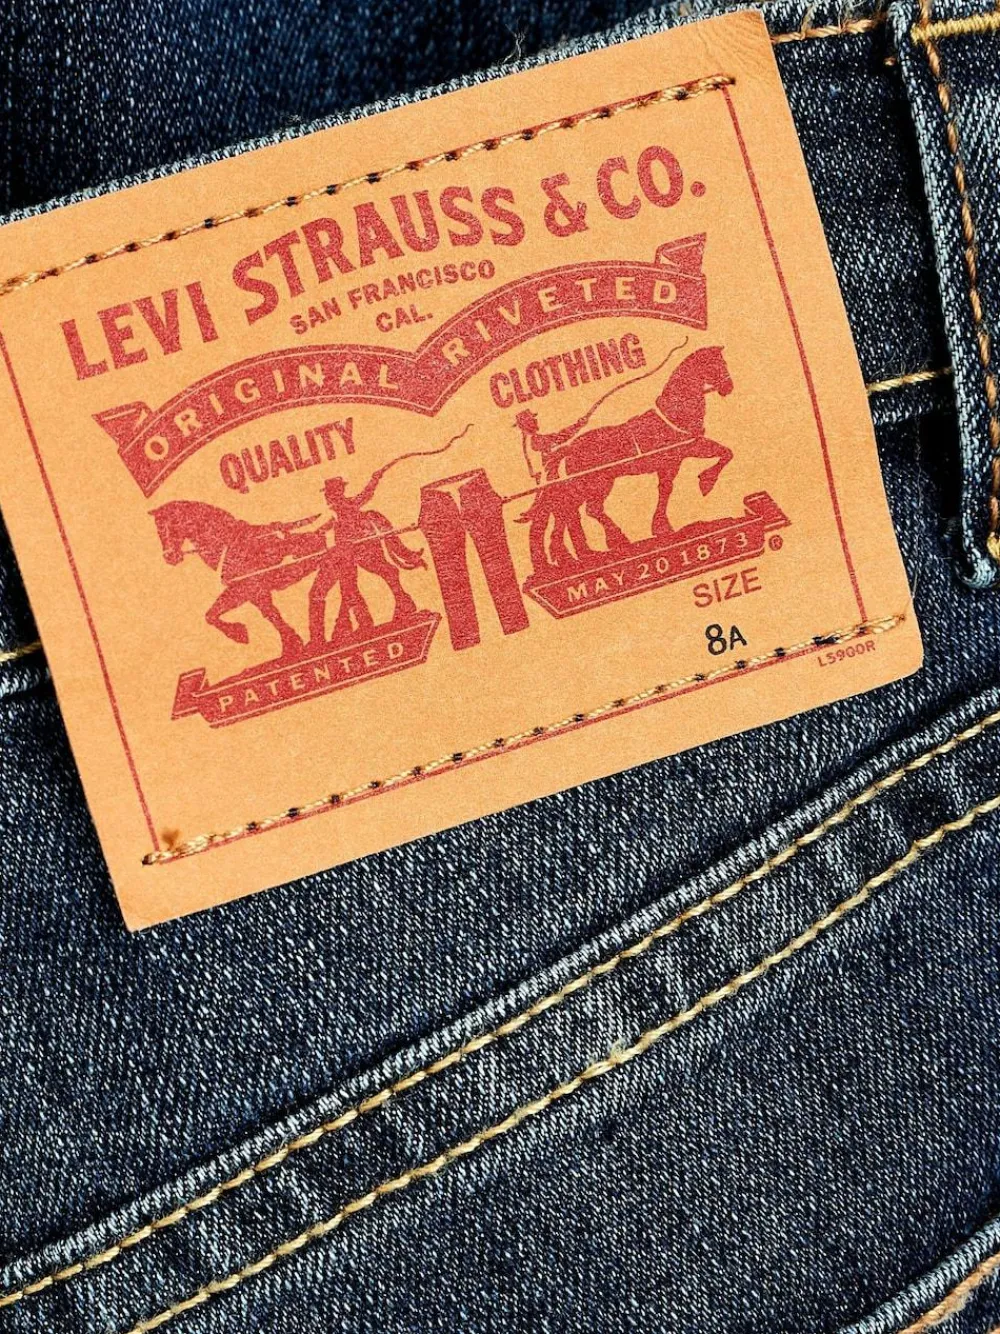 LEVI STRAUSS & CO.
SAN FRANCISCO
CAL.
ORIGINAL RIVETED
QUALITY CLOTHING
PATENTED
MAY 20 1873 ®
SIZE
8A
LS900R